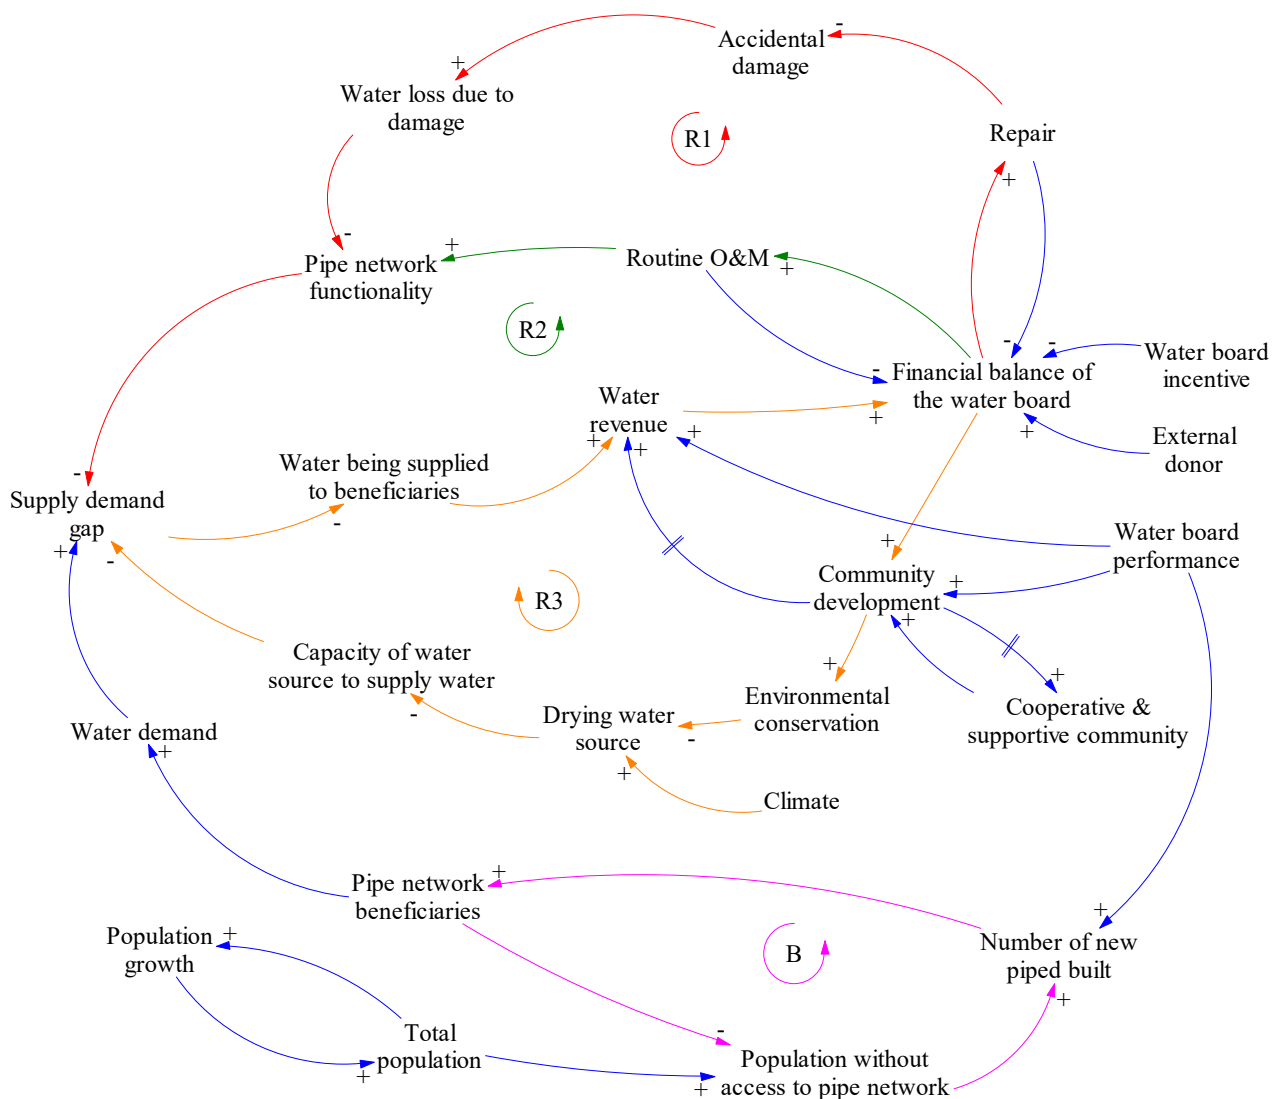 Accidental
damage
-
+
Water loss due to
damage
R1
Repair
+
-
+
Pipe network
functionality
Routine O&M
+
R2
-
-
-
Financial balance of
the water board
Water board
incentive
+
+
External
donor
Water
revenue
+
+
+
Water being supplied
to beneficiaries
-
-
Supply demand
gap
+
-
Water board
performance
+
Community
development
+
+
R3
Capacity of water
source to supply water
-
+
Environmental
conservation
+
Cooperative &
supportive community
Drying water
source
-
+
Climate
Water demand
+
Pipe network
beneficiaries
+
+
Number of new
piped built
+
B
Population
growth
+
Total
population
+
-
Population without
access to pipe network
+